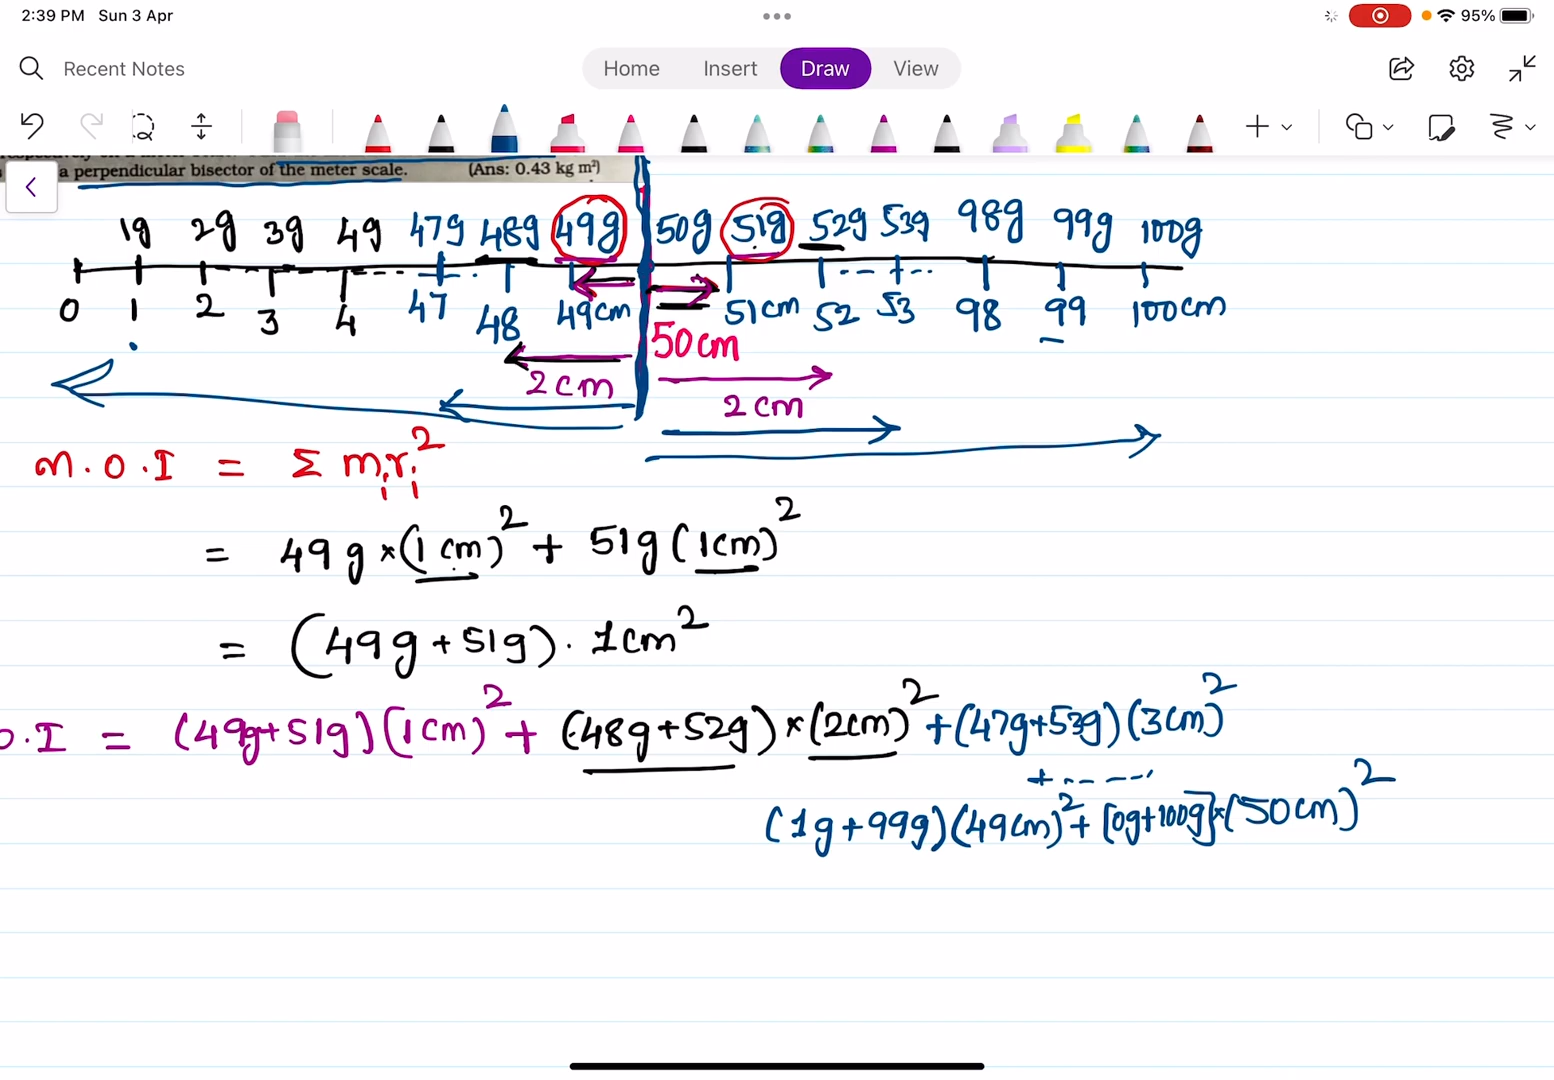 2:39 PM Sun 3 Apr
95%
Recent Notes
Home Insert Draw View
a perpendicular bisector of the meter scale. (Ans: 0.43 kg m²)
1g 2g 3g 4g 47g 48g 49g 50g 51g 52g 53g 98g 99g 100g
0 1 2 3 4 47 48 49cm 50cm 51cm 52 53 98 99 100cm
2cm 2cm
M.O.I = Σ mᵢrᵢ²
= 49g×(1cm)² + 51g(1cm)²
= (49g+51g). 1cm²
O.I = (49g+51g)(1cm)² + (48g+52g)×(2cm)² +(47g+53g)(3cm)²
+-----
(1g+99g)(49cm)²+[0g+100g]×(50cm)²